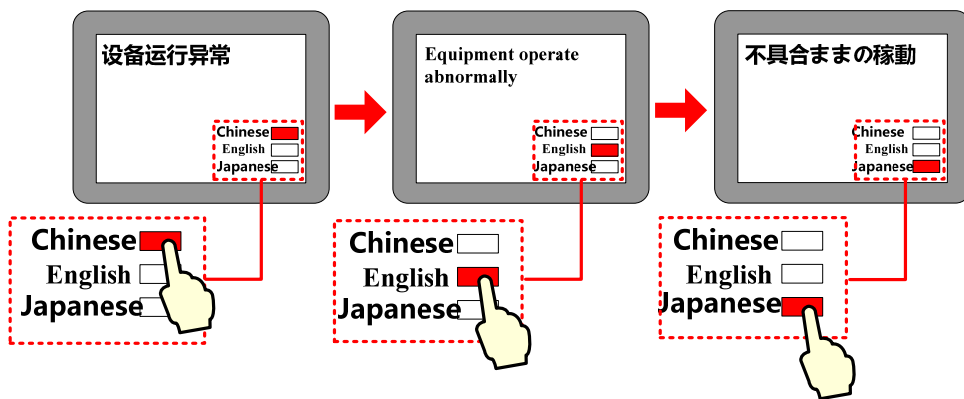 设备运行异常
Chinese
English
Japanese
Equipment operate
abnormally
Chinese
English
Japanese
不具合ままの稼動
Chinese
English
Japanese
Chinese
English
Japanese
Chinese
English
Japanese
Chinese
English
Japanese